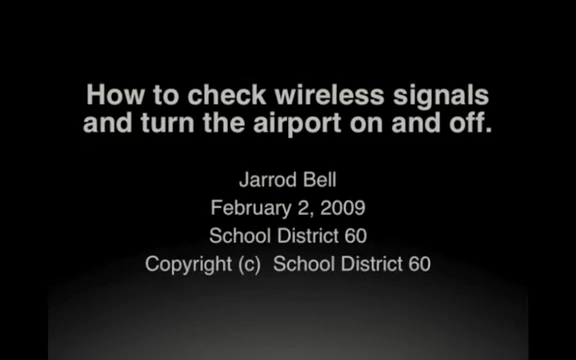 How to check wireless signals
and turn the airport on and off.
Jarrod Bell
February 2, 2009
School District 60
Copyright (c) School District 60